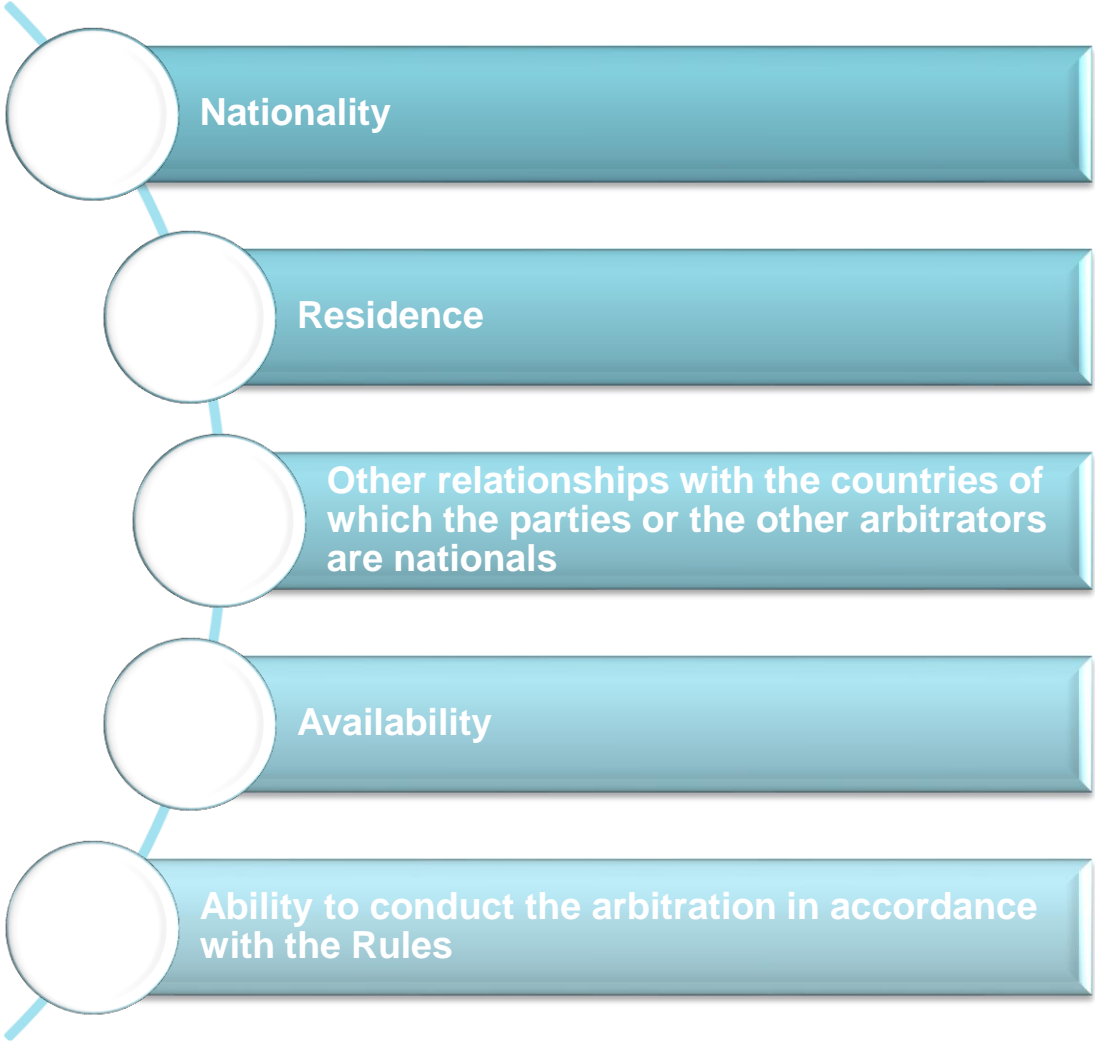 Nationality
Residence
Other relationships with the countries of
which the parties or the other arbitrators
are nationals
Availability
Ability to conduct the arbitration in accordance
with the Rules